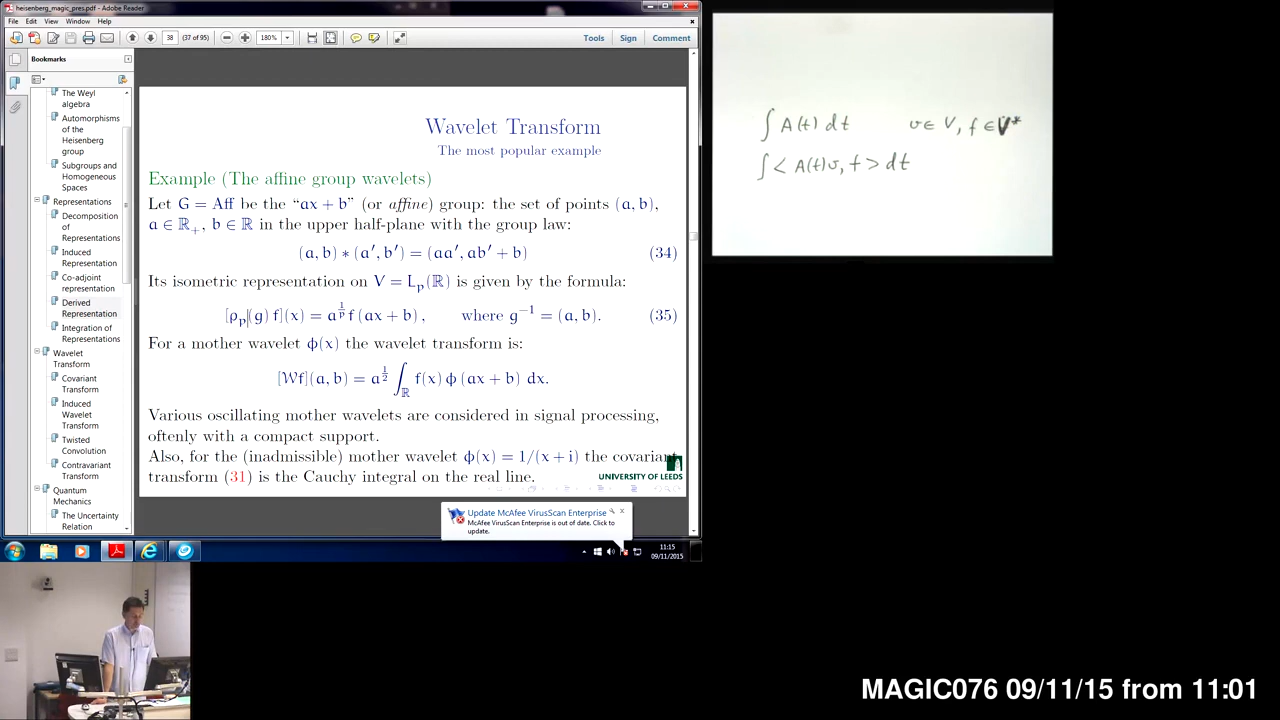 heisenberg_magic_pres.pdf - Adobe Reader
File Edit View Window Help
38 (37 of 95) 180% Tools Sign Comment
Bookmarks
The Weyl
algebra
Automorphisms
of the
Heisenberg
group
Subgroups and
Homogeneous
Spaces
Representations
Decomposition
of
Representations
Induced
Representation
Co-adjoint
representation
Derived
Representation
Integration of
Representations
Wavelet
Transform
Covariant
Transform
Induced
Wavelet
Transform
Twisted
Convolution
Contravariant
Transform
Quantum
Mechanics
The Uncertainty
Relation
Wavelet Transform
The most popular example
Example (The affine group wavelets)
Let G = Aff be the “ax + b” (or affine) group: the set of points (a, b),
a ∈ ℝ₊, b ∈ ℝ in the upper half-plane with the group law:
(a, b) ∗ (a′, b′) = (aa′, ab′ + b) (34)
Its isometric representation on V = Lₚ(ℝ) is given by the formula:
[ρₚ(g) f](x) = a^{1/p} f (ax + b) , where g⁻¹ = (a, b). (35)
For a mother wavelet ϕ(x) the wavelet transform is:
[Wf](a, b) = a^{1/2} ∫_ℝ f(x) ϕ (ax + b) dx.
Various oscillating mother wavelets are considered in signal processing,
oftenly with a compact support.
Also, for the (inadmissible) mother wavelet ϕ(x) = 1/(x + i) the covariant
transform (31) is the Cauchy integral on the real line.
UNIVERSITY OF LEEDS
Update McAfee VirusScan Enterprise
McAfee VirusScan Enterprise is out of date. Click to
update.
11:15
09/11/2015
∫ A(t) dt v ∈ V, f ∈ V*
∫ < A(t)v, f > dt
MAGIC076 09/11/15 from 11:01